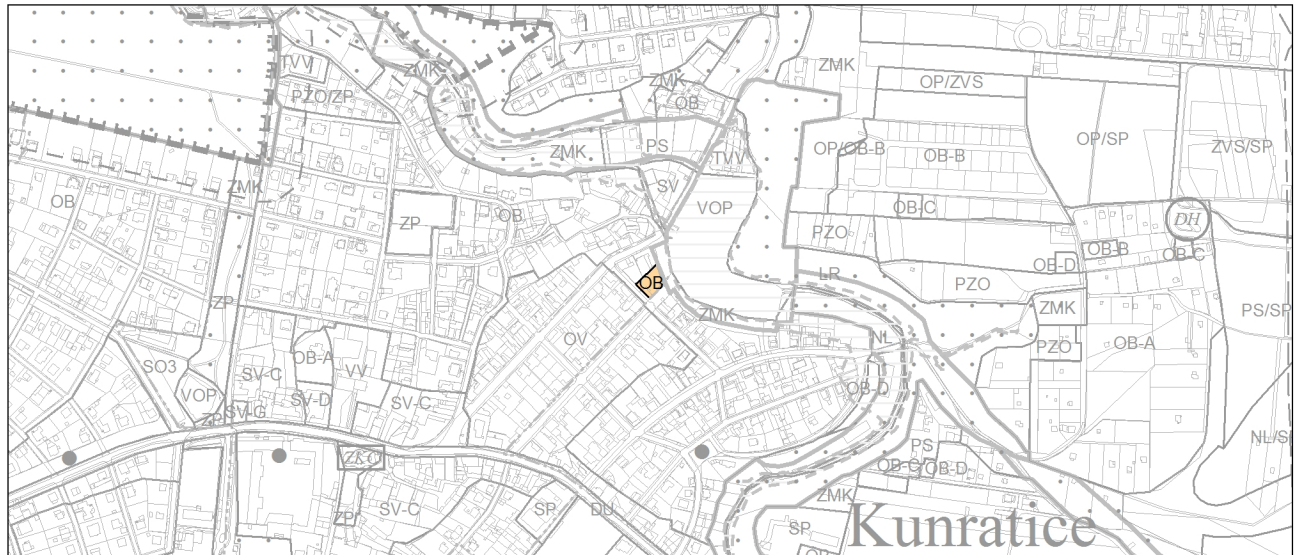 OB
ZMK
ZMK
TVV
PZO/ZP
ZMK
OB
OP/ZVS
OP/SP
ZVS/SP
ZMK
PS
TVV
OP/OB-B
OB-B
ZMK
OB
ZP
OB
SV
VOP
OB-C
DH
PZO
OB-B
OB-C
OB-D
LR
PZO
OB
ZMK
ZMK
PS/SP
ZP
OV
NL
PZO
OB-A
SO3
OB-A
VV
SV-C
OB-D
VOP
SV-D
SV-C
SV-G
ZP
NL/S
ZKC
PS
OB-C
OB-D
ZMK
SV-C
ZP
SP
DU
SP
Kunratice